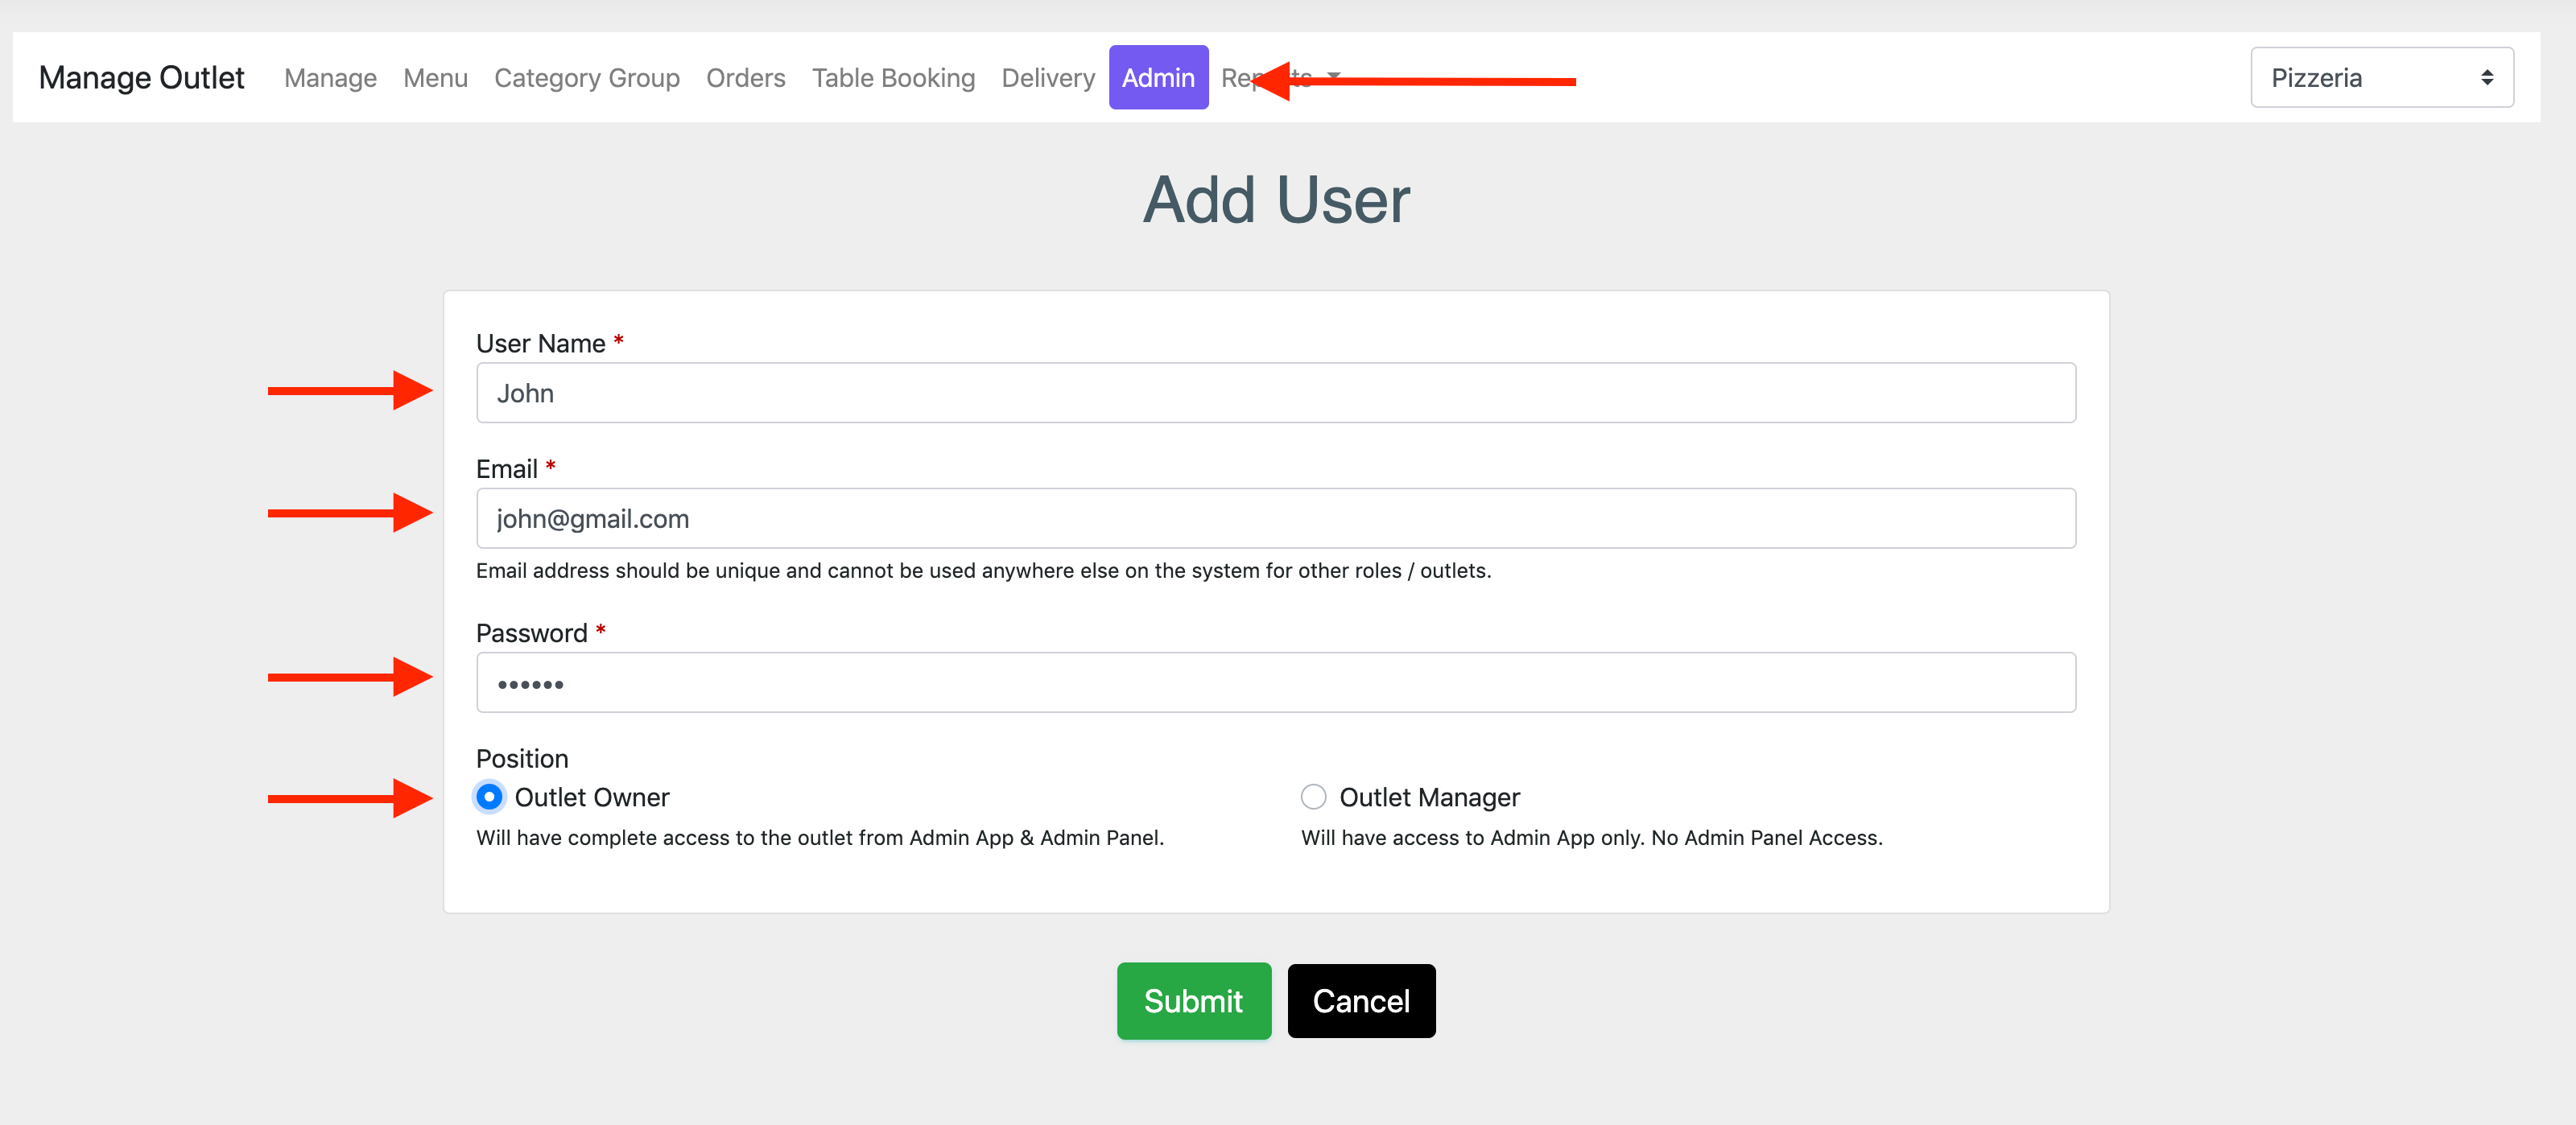 Manage Outlet Manage Menu Category Group Orders Table Booking Delivery Admin Reports Pizzeria
Add User
User Name *
John
Email *
john@gmail.com
Email address should be unique and cannot be used anywhere else on the system for other roles / outlets.
Password *
••••••
Position
Outlet Owner Outlet Manager
Will have complete access to the outlet from Admin App & Admin Panel. Will have access to Admin App only. No Admin Panel Access.
Submit Cancel